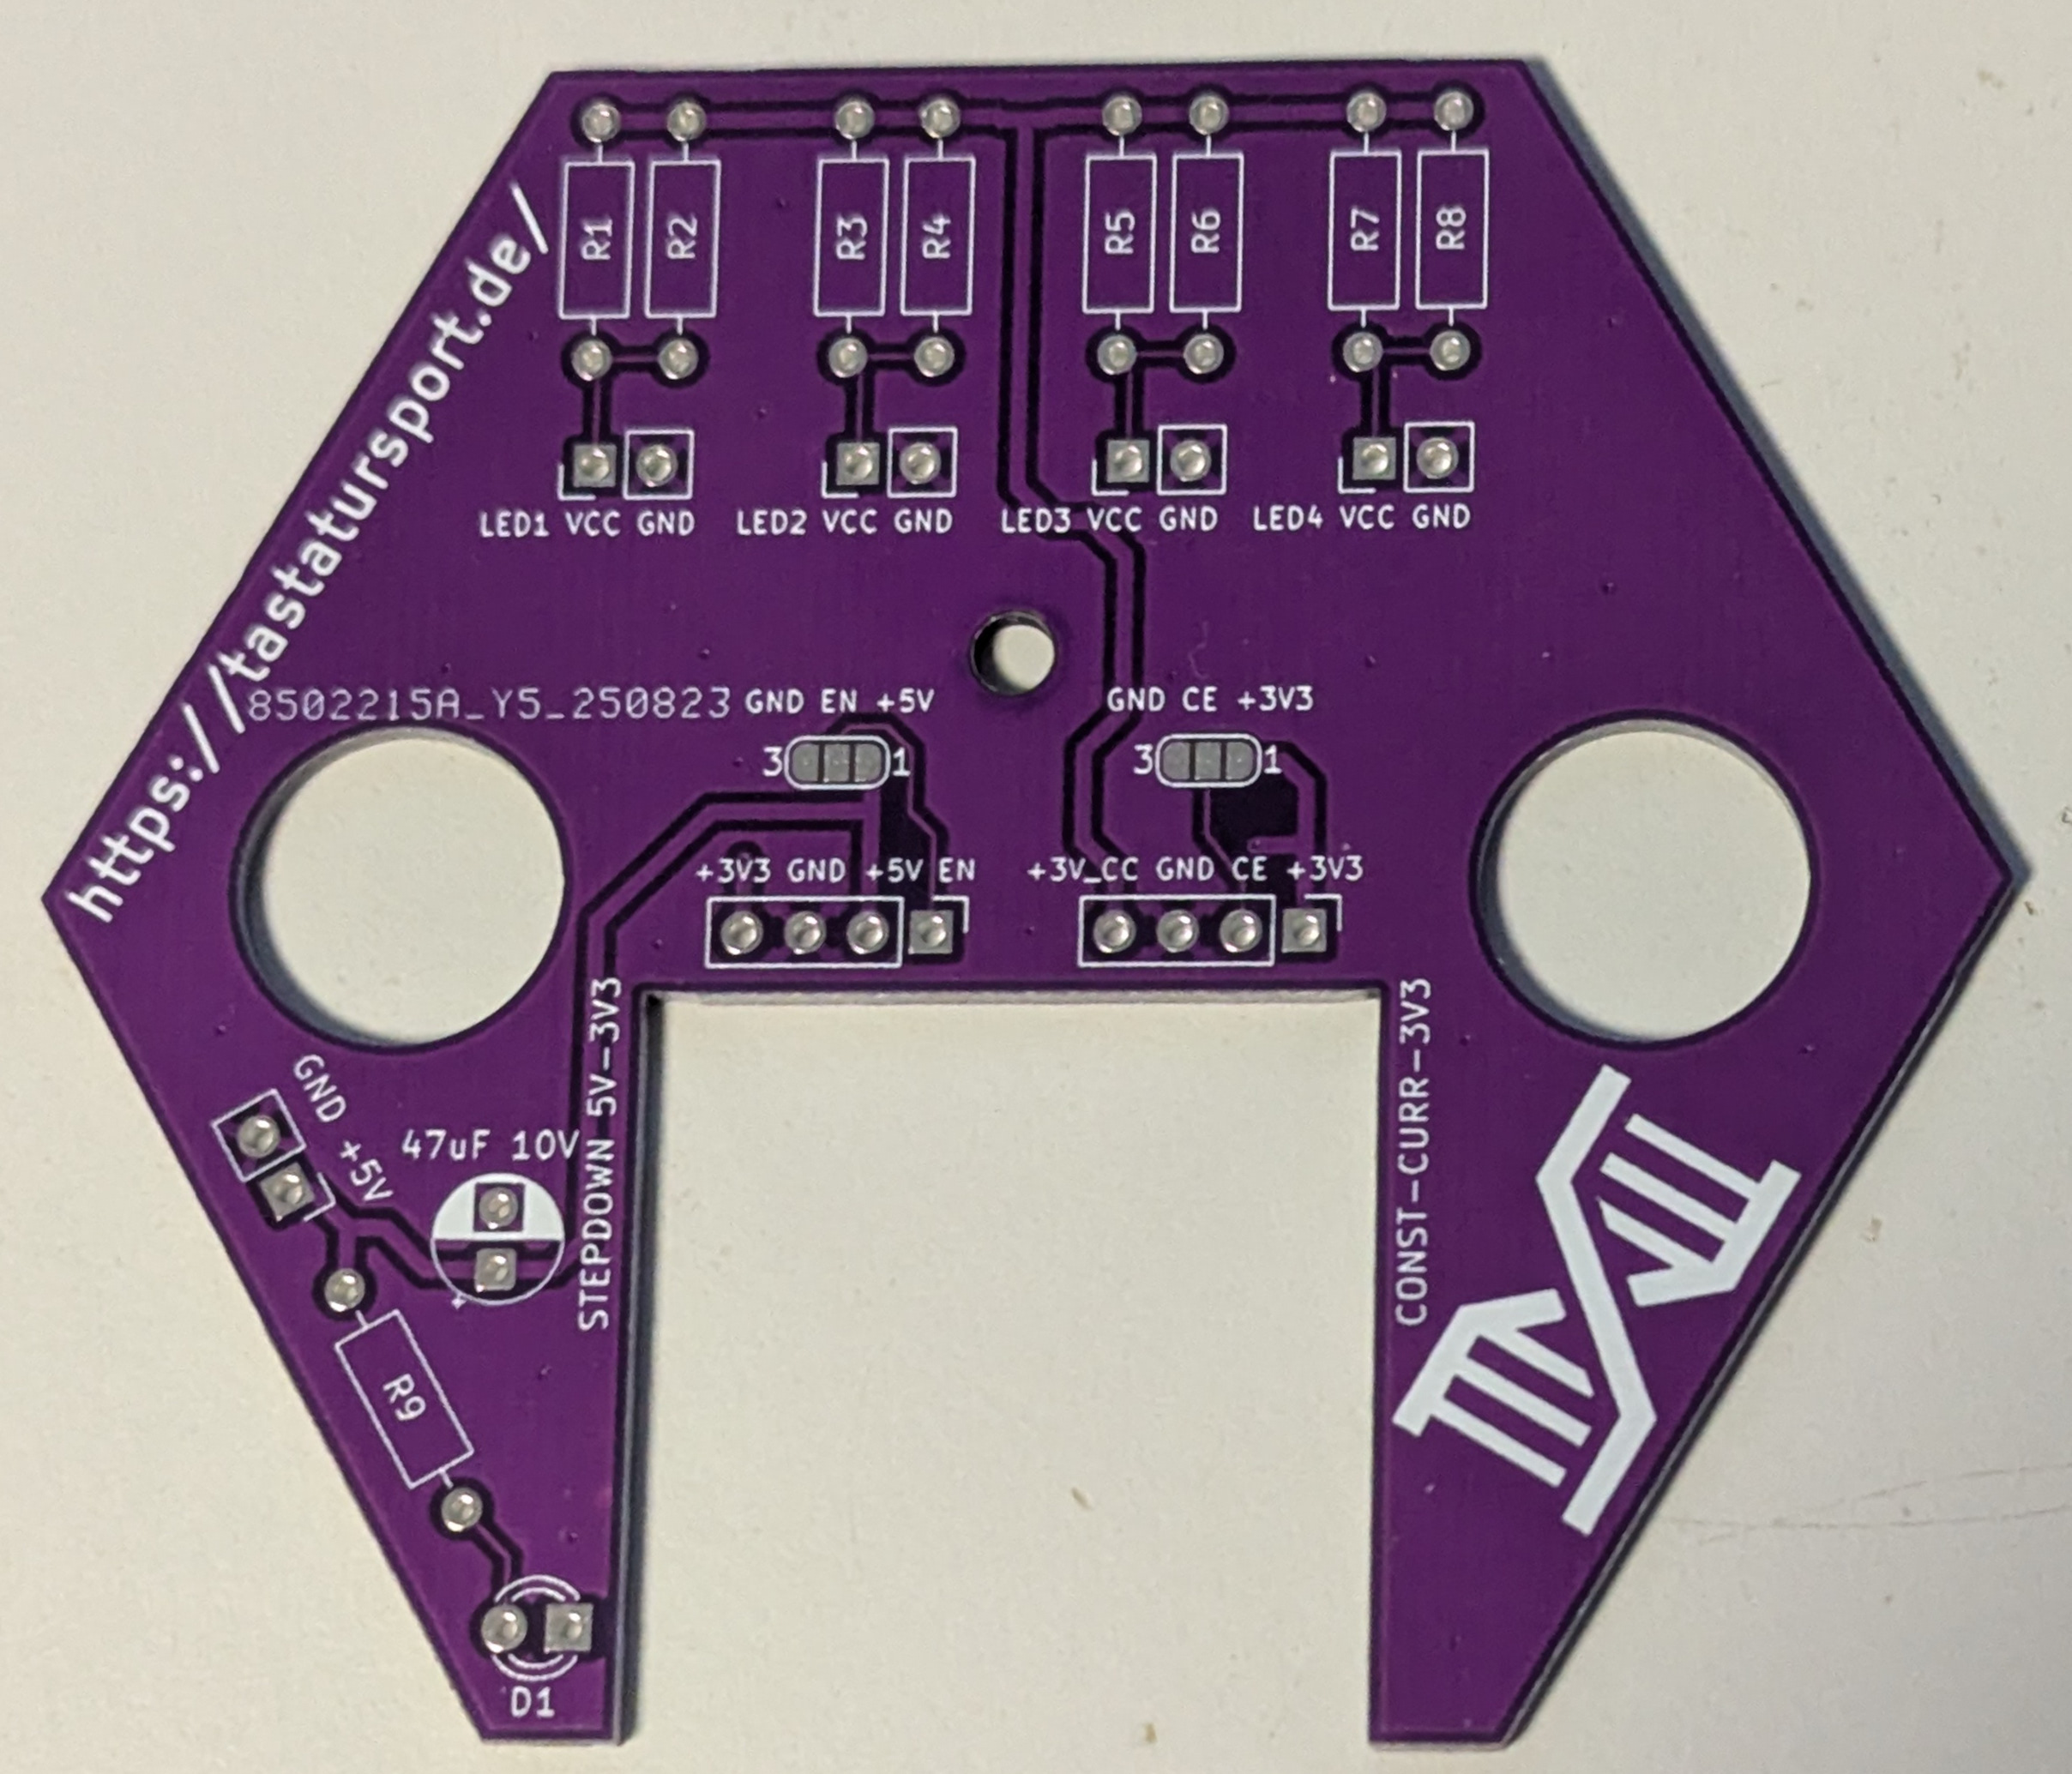 https://tastatursport.de/
R1 R2 R3 R4 R5 R6 R7 R8
LED1 VCC GND LED2 VCC GND LED3 VCC GND LED4 VCC GND
8502215A_Y5_250823
GND EN +5V
3 1
GND CE +3V3
3 1
+3V3 GND +5V EN
+3V_CC GND CE +3V3
STEPDOWN 5V-3V3
CONST-CURR-3V3
GND +5V
47uF 10V
+
R9
D1